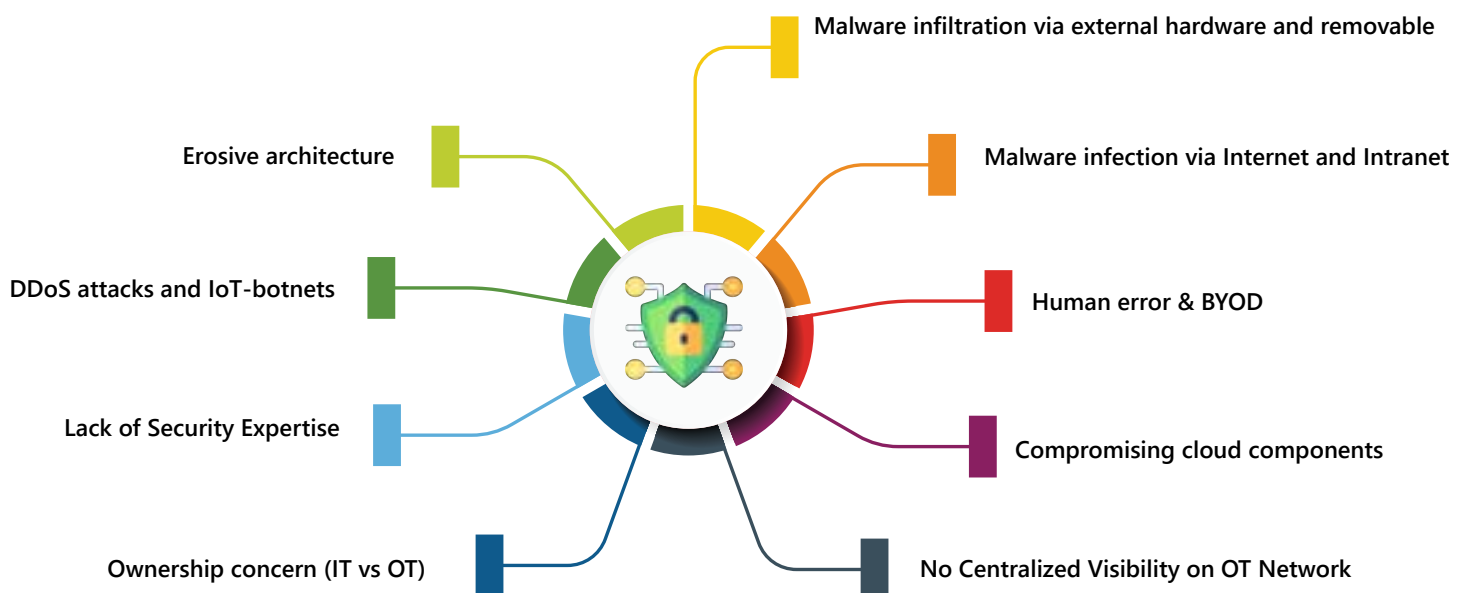 Malware infiltration via external hardware and removable
Erosive architecture
Malware infection via Internet and Intranet
DDoS attacks and IoT-botnets
Human error & BYOD
Lack of Security Expertise
Compromising cloud components
Ownership concern (IT vs OT)
No Centralized Visibility on OT Network